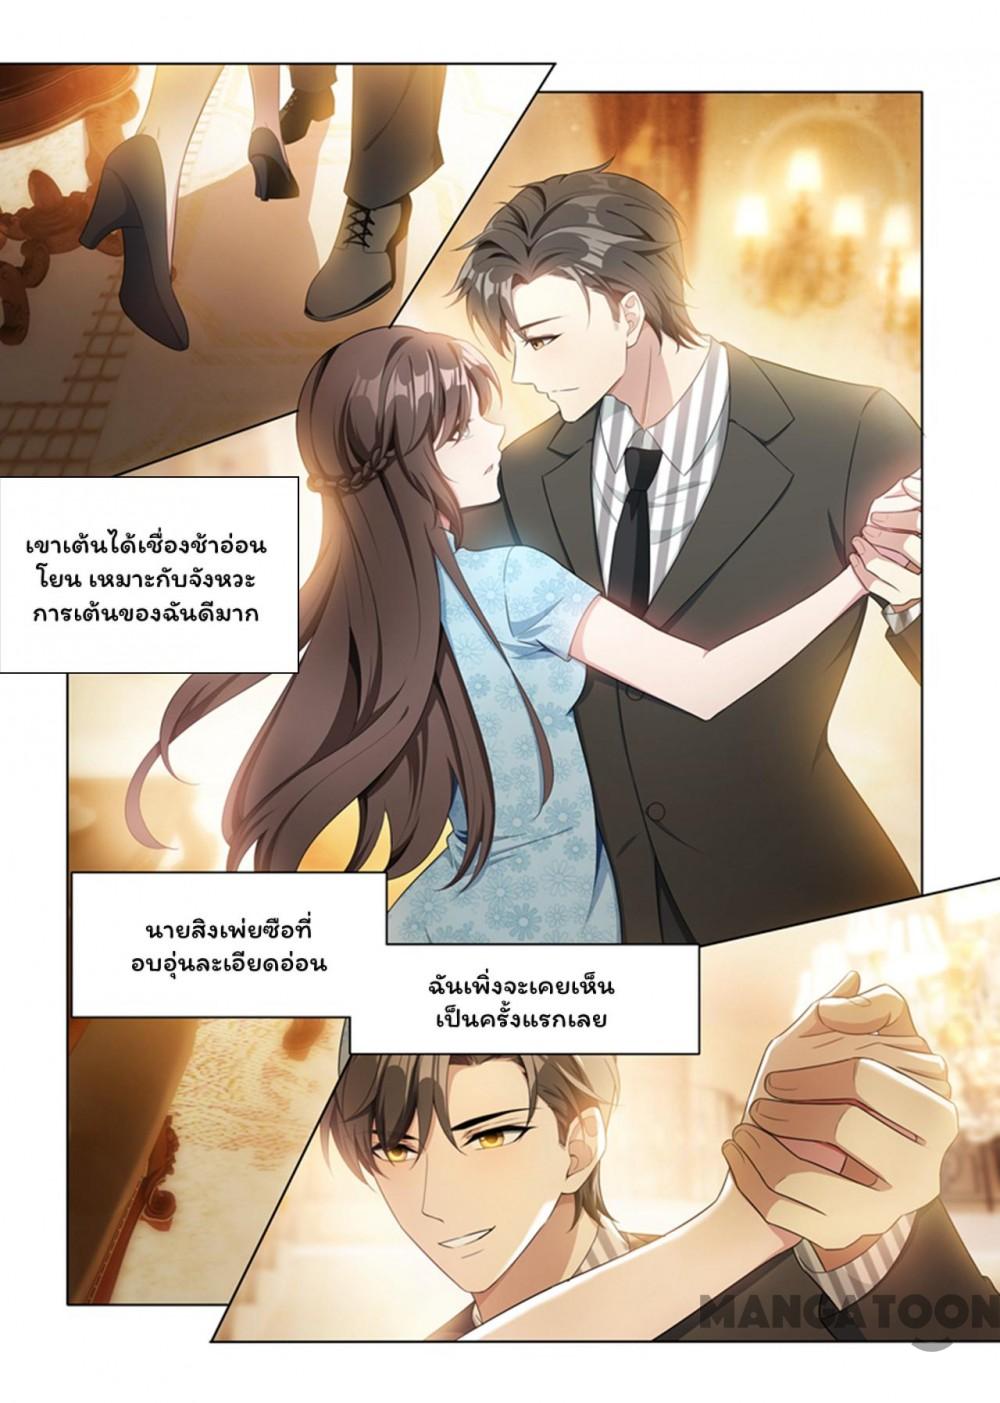 เขาเต้นได้เชื่องช้าอ่อน
โยน เหมาะกับจังหวะ
การเต้นของฉันดีมาก
นายสิงเพ่ยซือที่
อบอุ่นละเอียดอ่อน
ฉันเพิ่งจะเคยเห็น
เป็นครั้งแรกเลย
MANGATOON